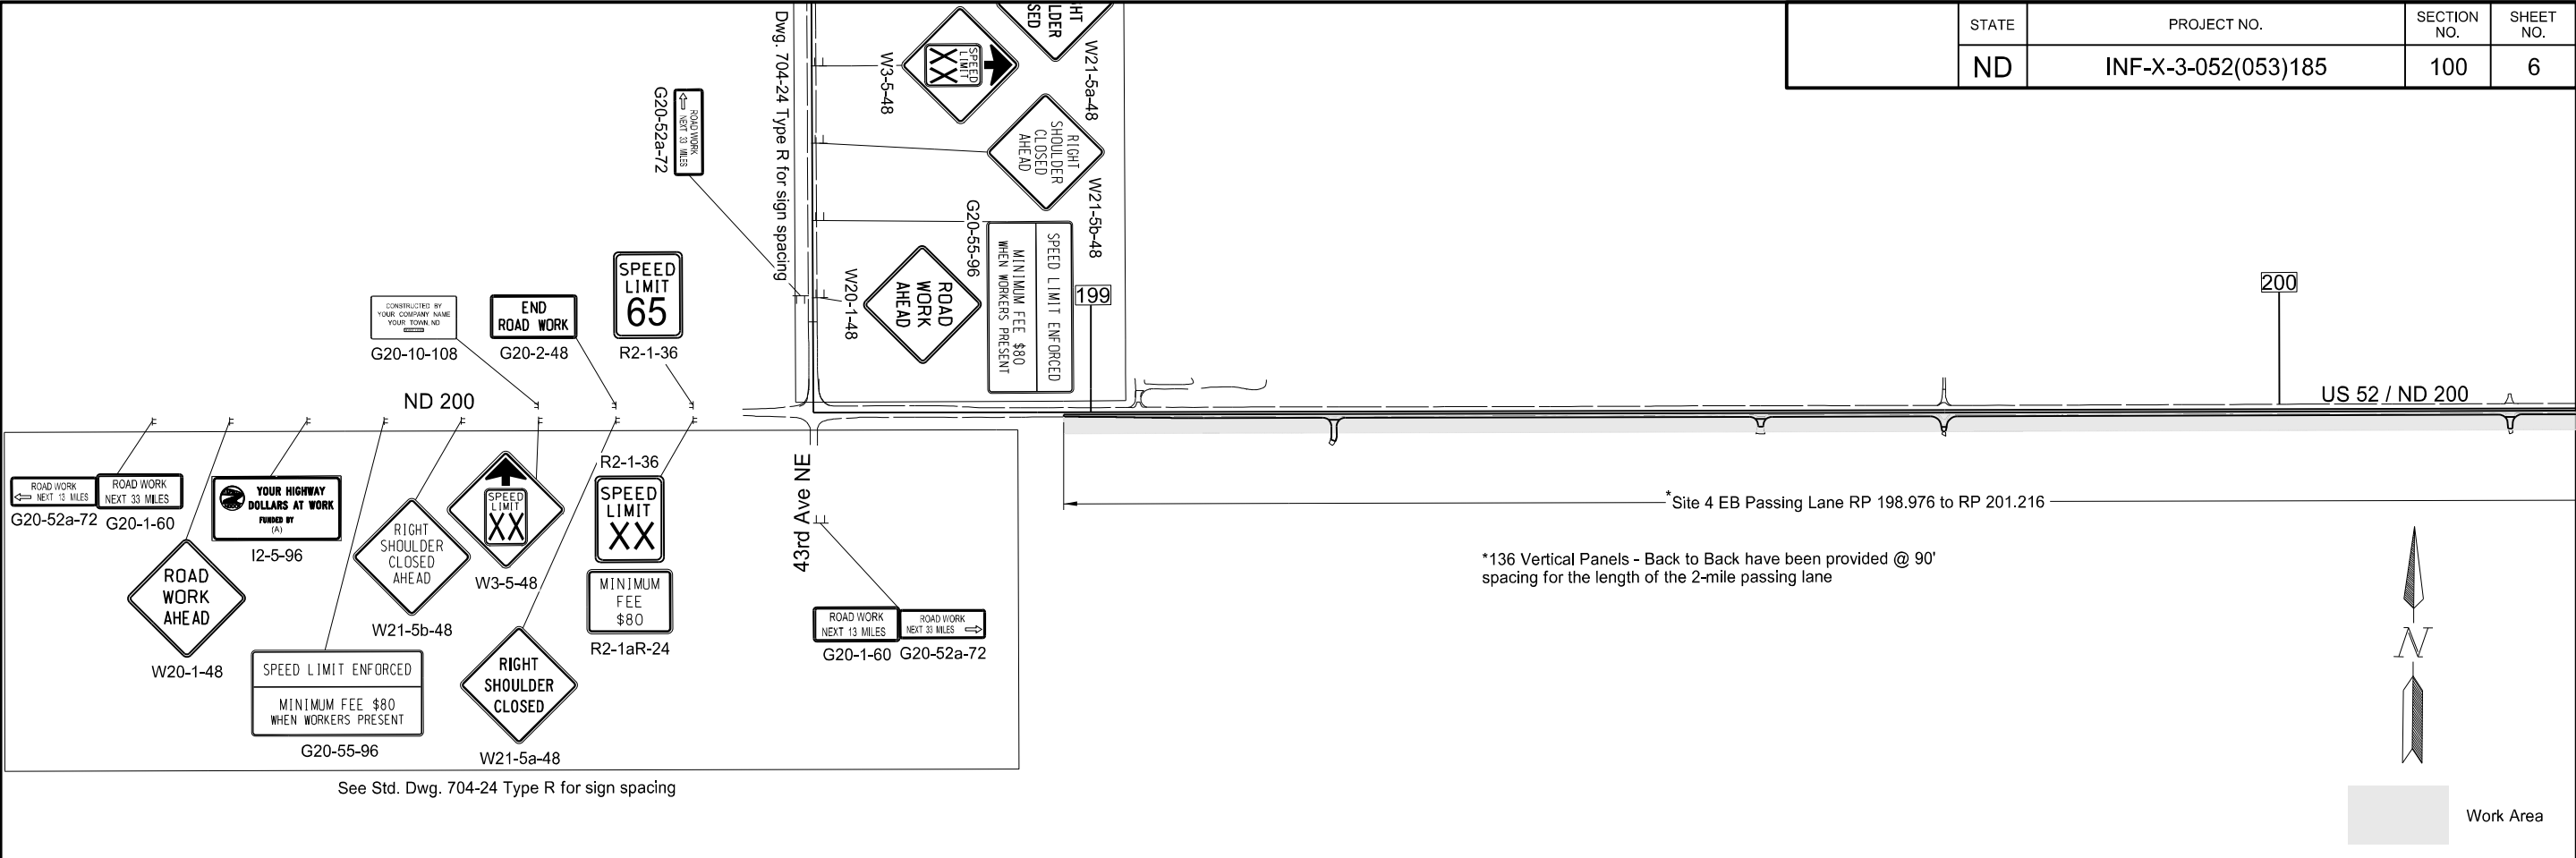 STATE
PROJECT NO.
SECTION
NO.
SHEET
NO.
ND
INF-X-3-052(053)185
100
6
Dwg. 704-24 Type R for sign spacing
SPEED
LIMIT
XX
W3-5-48
HT
LDER
SED
W21-5a-48
RIGHT
SHOULDER
CLOSED
AHEAD
W21-5b-48
ROAD WORK
NEXT 33 MILES
G20-52a-72
G20-55-96
SPEED LIMIT ENFORCED
MINIMUM FEE $80
WHEN WORKERS PRESENT
W20-1-48
ROAD
WORK
AHEAD
199
200
CONSTRUCTED BY
YOUR COMPANY NAME
YOUR TOWN, ND
G20-10-108
END
ROAD WORK
G20-2-48
SPEED
LIMIT
65
R2-1-36
ND 200
US 52 / ND 200
ROAD WORK
NEXT 13 MILES
G20-52a-72
ROAD WORK
NEXT 33 MILES
G20-1-60
YOUR HIGHWAY
DOLLARS AT WORK
FUNDED BY
(A)
I2-5-96
ROAD
WORK
AHEAD
W20-1-48
SPEED LIMIT ENFORCED
MINIMUM FEE $80
WHEN WORKERS PRESENT
G20-55-96
RIGHT
SHOULDER
CLOSED
AHEAD
W21-5b-48
SPEED
LIMIT
XX
W3-5-48
RIGHT
SHOULDER
CLOSED
W21-5a-48
R2-1-36
SPEED
LIMIT
XX
MINIMUM
FEE
$80
R2-1aR-24
43rd Ave NE
ROAD WORK
NEXT 13 MILES
G20-1-60
ROAD WORK
NEXT 33 MILES
G20-52a-72
See Std. Dwg. 704-24 Type R for sign spacing
*Site 4 EB Passing Lane RP 198.976 to RP 201.216
*136 Vertical Panels - Back to Back have been provided @ 90'
spacing for the length of the 2-mile passing lane
N
Work Area